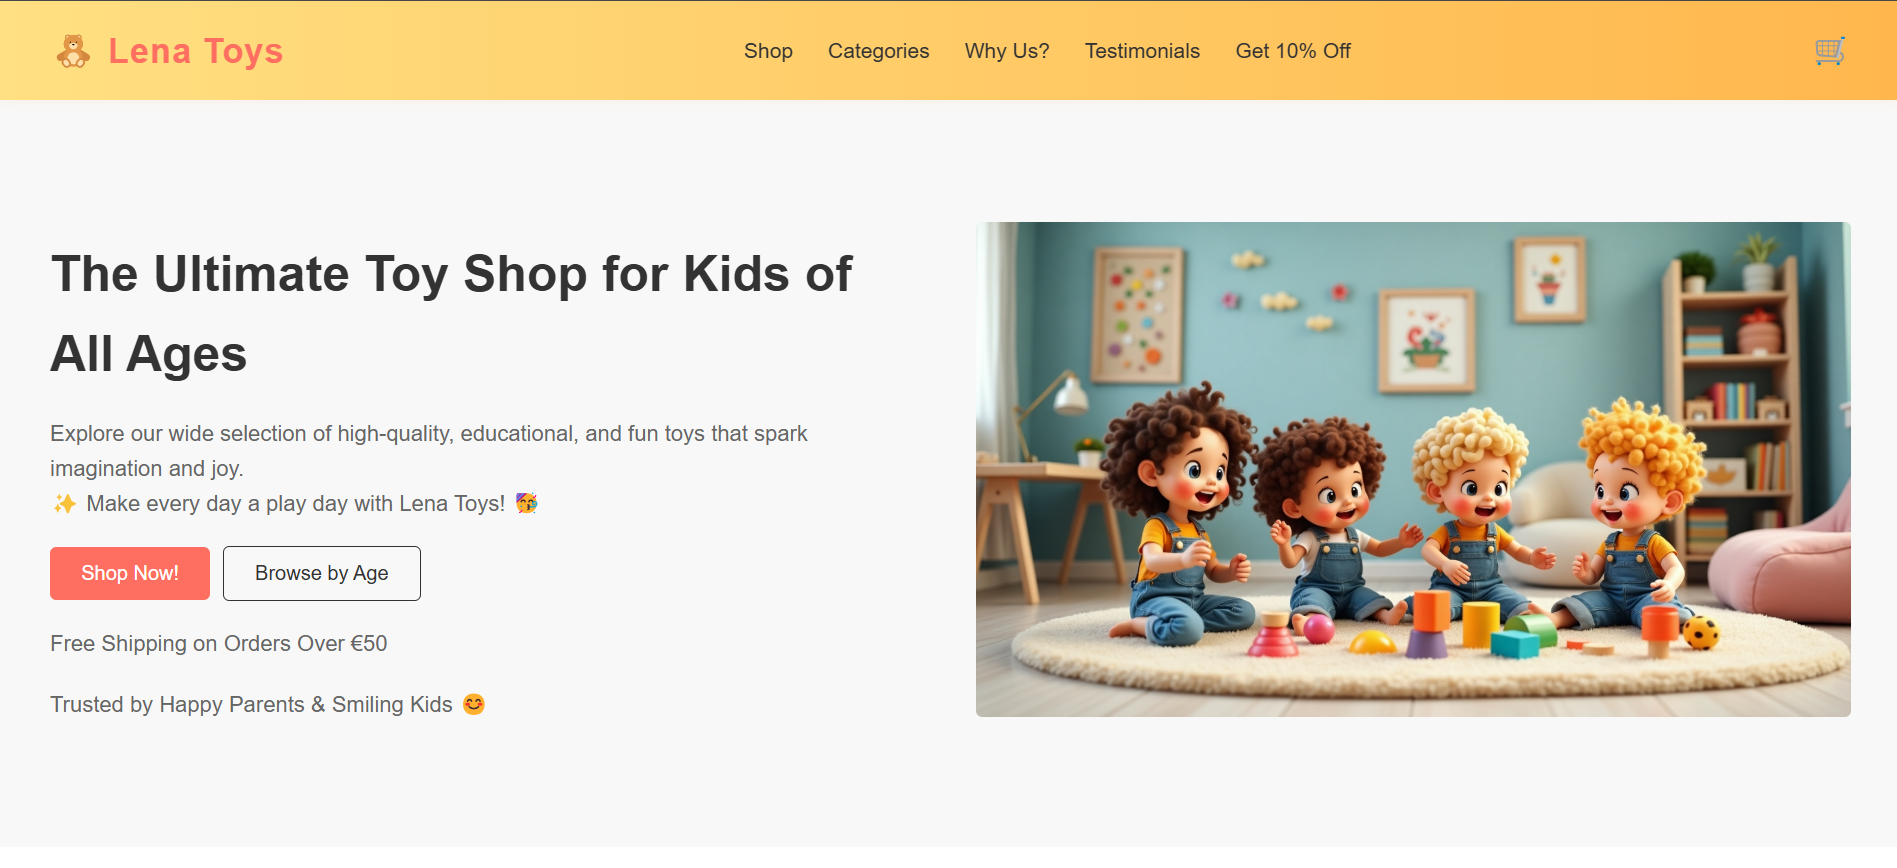 Lena Toys
Shop
Categories
Why Us?
Testimonials
Get 10% Off
The Ultimate Toy Shop for Kids of
All Ages
Explore our wide selection of high-quality, educational, and fun toys that spark
imagination and joy.
✨ Make every day a play day with Lena Toys! 🥳
Shop Now!
Browse by Age
Free Shipping on Orders Over €50
Trusted by Happy Parents & Smiling Kids 😊